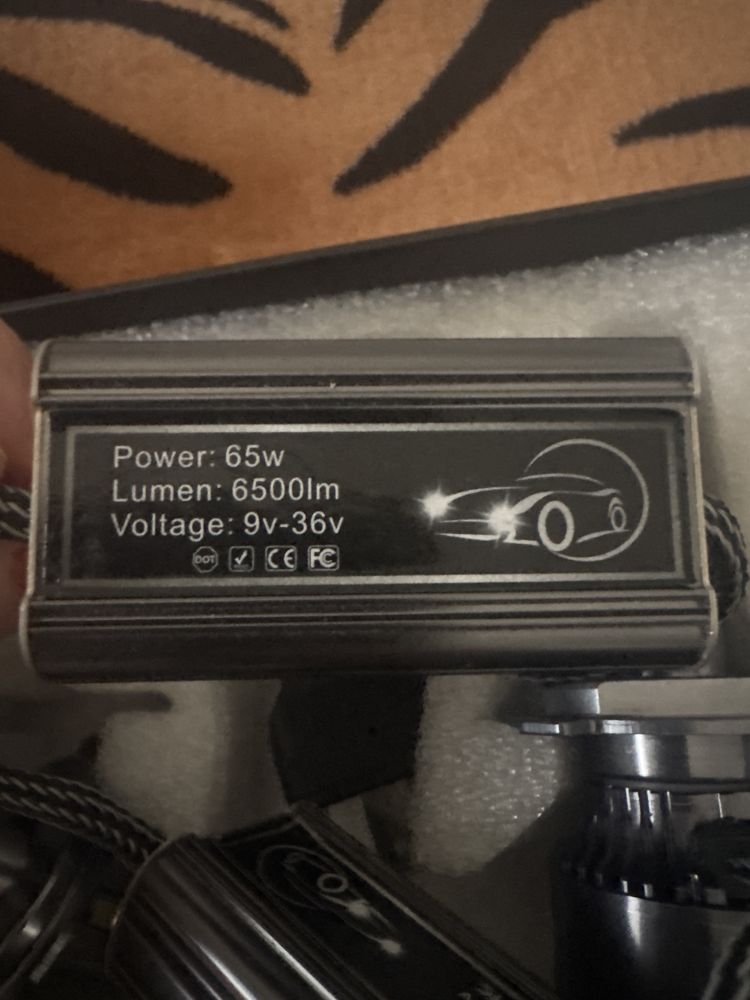 Power: 65w
Lumen: 6500lm
Voltage: 9v-36v
DOT CE FC